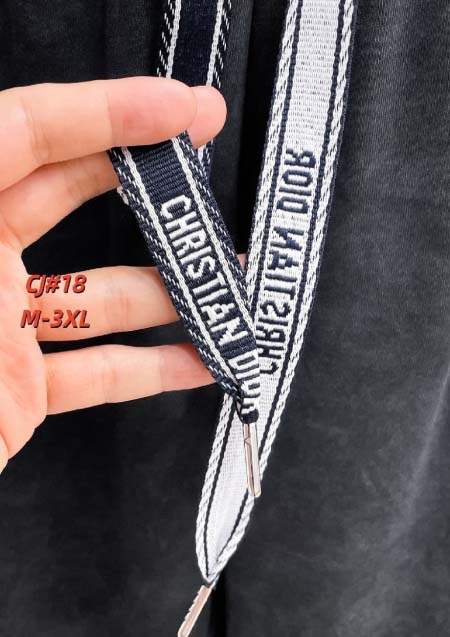 CHRISTIAN DIOR
CHRISTIAN DIOR
CJ#18
M-3XL